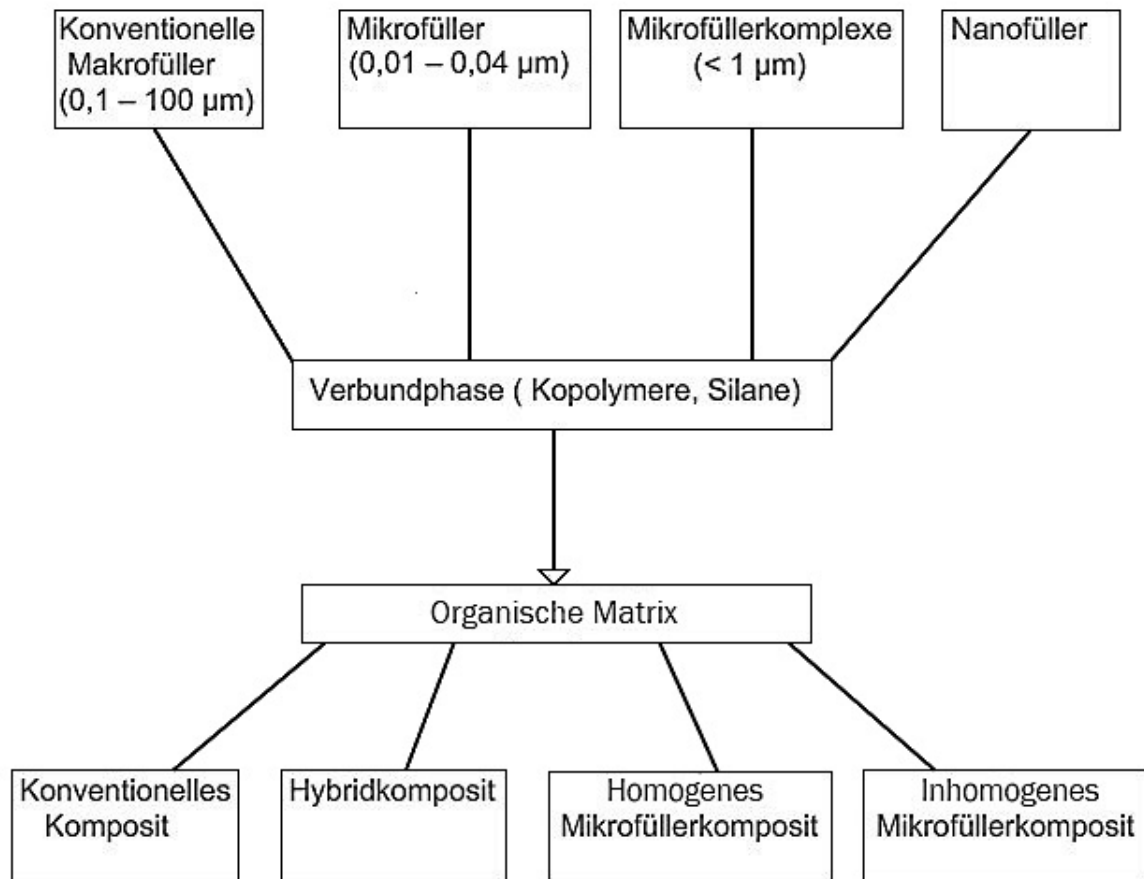 Konventionelle
Makrofüller
(0,1 – 100 µm)
Mikrofüller
(0,01 – 0,04 µm)
Mikrofüllerkomplexe
(< 1 µm)
Nanofüller
Verbundphase ( Kopolymere, Silane)
Organische Matrix
Konventionelles
Komposit
Hybridkomposit
Homogenes
Mikrofüllerkomposit
Inhomogenes
Mikrofüllerkomposit